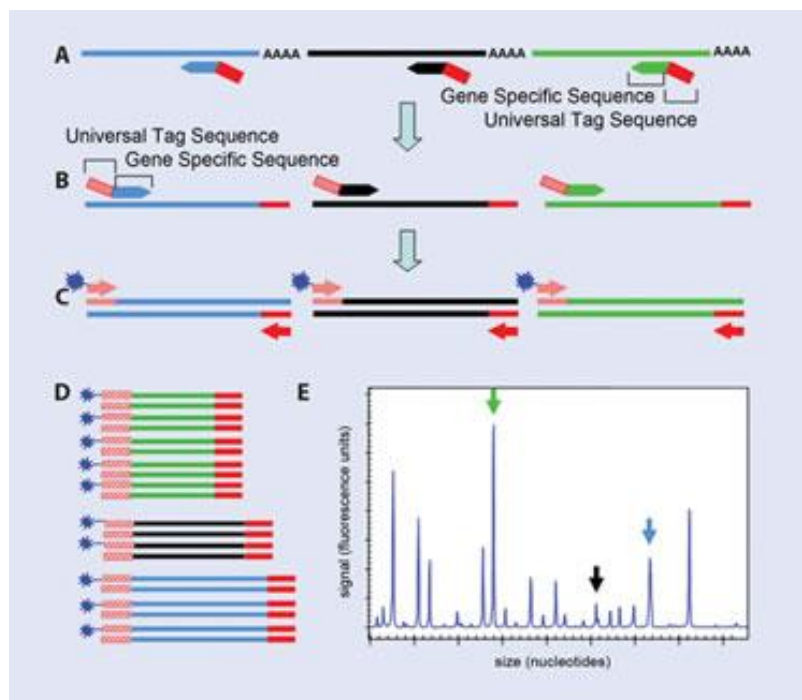 A
AAAA
AAAA
AAAA
Gene Specific Sequence
Universal Tag Sequence
Universal Tag Sequence
Gene Specific Sequence
B
C
D
E
signal (fluorescence units)
size (nucleotides)